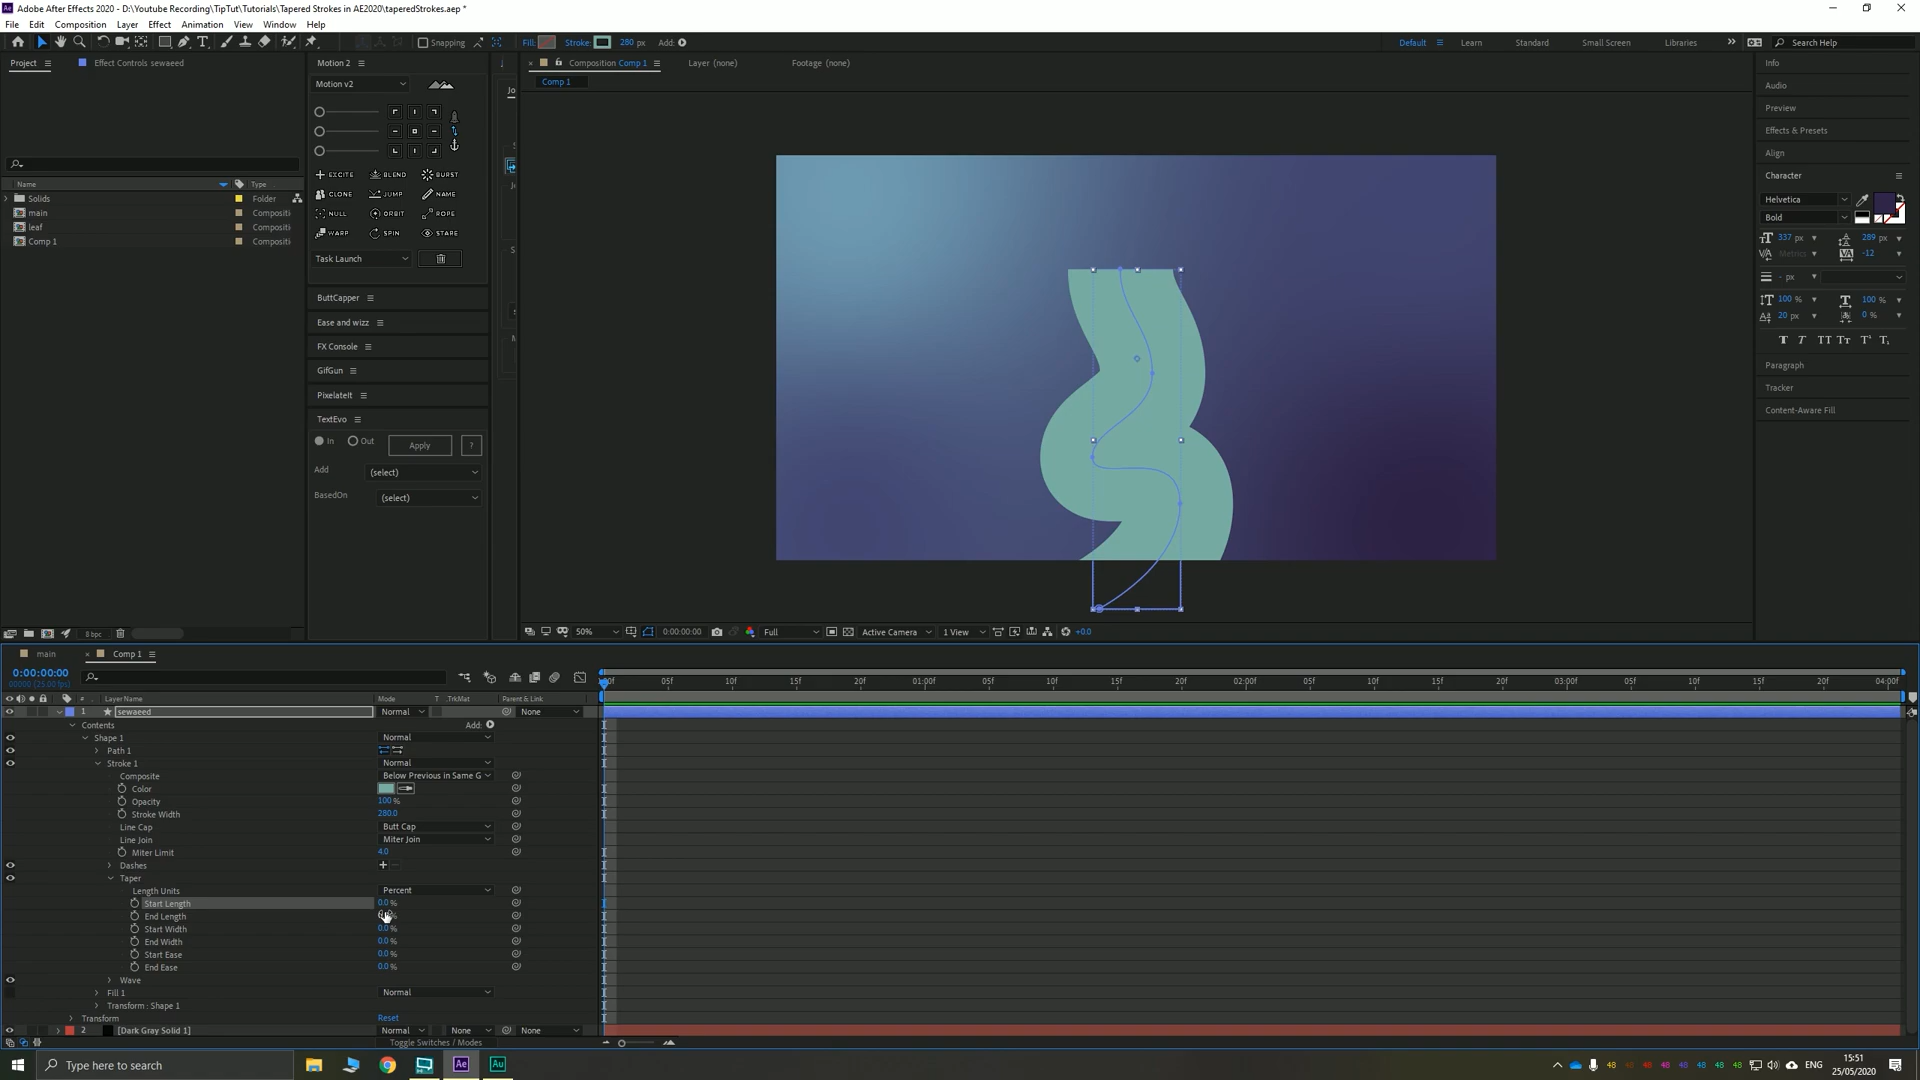 Adobe After Effects 2020 - D:\Youtube Recording\TipTut\Tutorials\Tapered Strokes in AE2020\taperedStrokes.aep *
File Edit Composition Layer Effect Animation View Window Help
Snapping Fill: Stroke: 280 px Add: Default Learn Standard Small Screen Libraries Search Help
Project Effect Controls sewaeed
Motion 2
Composition Comp 1
Layer (none)
Footage (none)
Comp 1
Motion v2
EXCITE BLEND BURST
CLONE JUMP NAME
NULL ORBIT ROPE
WARP SPIN STARE
Task Launch
ButtCapper
Ease and wizz
FX Console
GifGun
PixelateIt
TextEvo
In Out Apply ?
Add (select)
BasedOn (select)
Name Type
Solids Folder
main Compositi
leaf Compositi
Comp 1 Compositi
8 bpc
50% 0:00:00:00 Full Active Camera 1 View +0.0
Info
Audio
Preview
Effects & Presets
Align
Character
Helvetica
Bold
337 px 289 px
Metrics -12
- px
100 % 100 %
20 px 0 %
Paragraph
Tracker
Content-Aware Fill
main Comp 1
0:00:00:00
00000 (25.00 fps)
# Layer Name Mode T .TrkMat Parent & Link
05f 10f 15f 20f 01:00f 05f 10f 15f 20f 02:00f 05f 10f 15f 20f 03:00f 05f 10f 15f 20f 04:00f
1 sewaeed Normal None
Contents Add:
Shape 1 Normal
Path 1
Stroke 1 Normal
Composite Below Previous in Same G
Color
Opacity 100 %
Stroke Width 280.0
Line Cap Butt Cap
Line Join Miter Join
Miter Limit 4.0
Dashes + -
Taper
Length Units Percent
Start Length 0.0 %
End Length %
Start Width 0.0 %
End Width 0.0 %
Start Ease 0.0 %
End Ease 0.0 %
Wave
Fill 1 Normal
Transform : Shape 1
Transform Reset
2 [Dark Gray Solid 1] Normal None None
Toggle Switches / Modes
Type here to search
Ae Au
48 48 48 48 48 48 48 ENG 15:51
25/05/2020